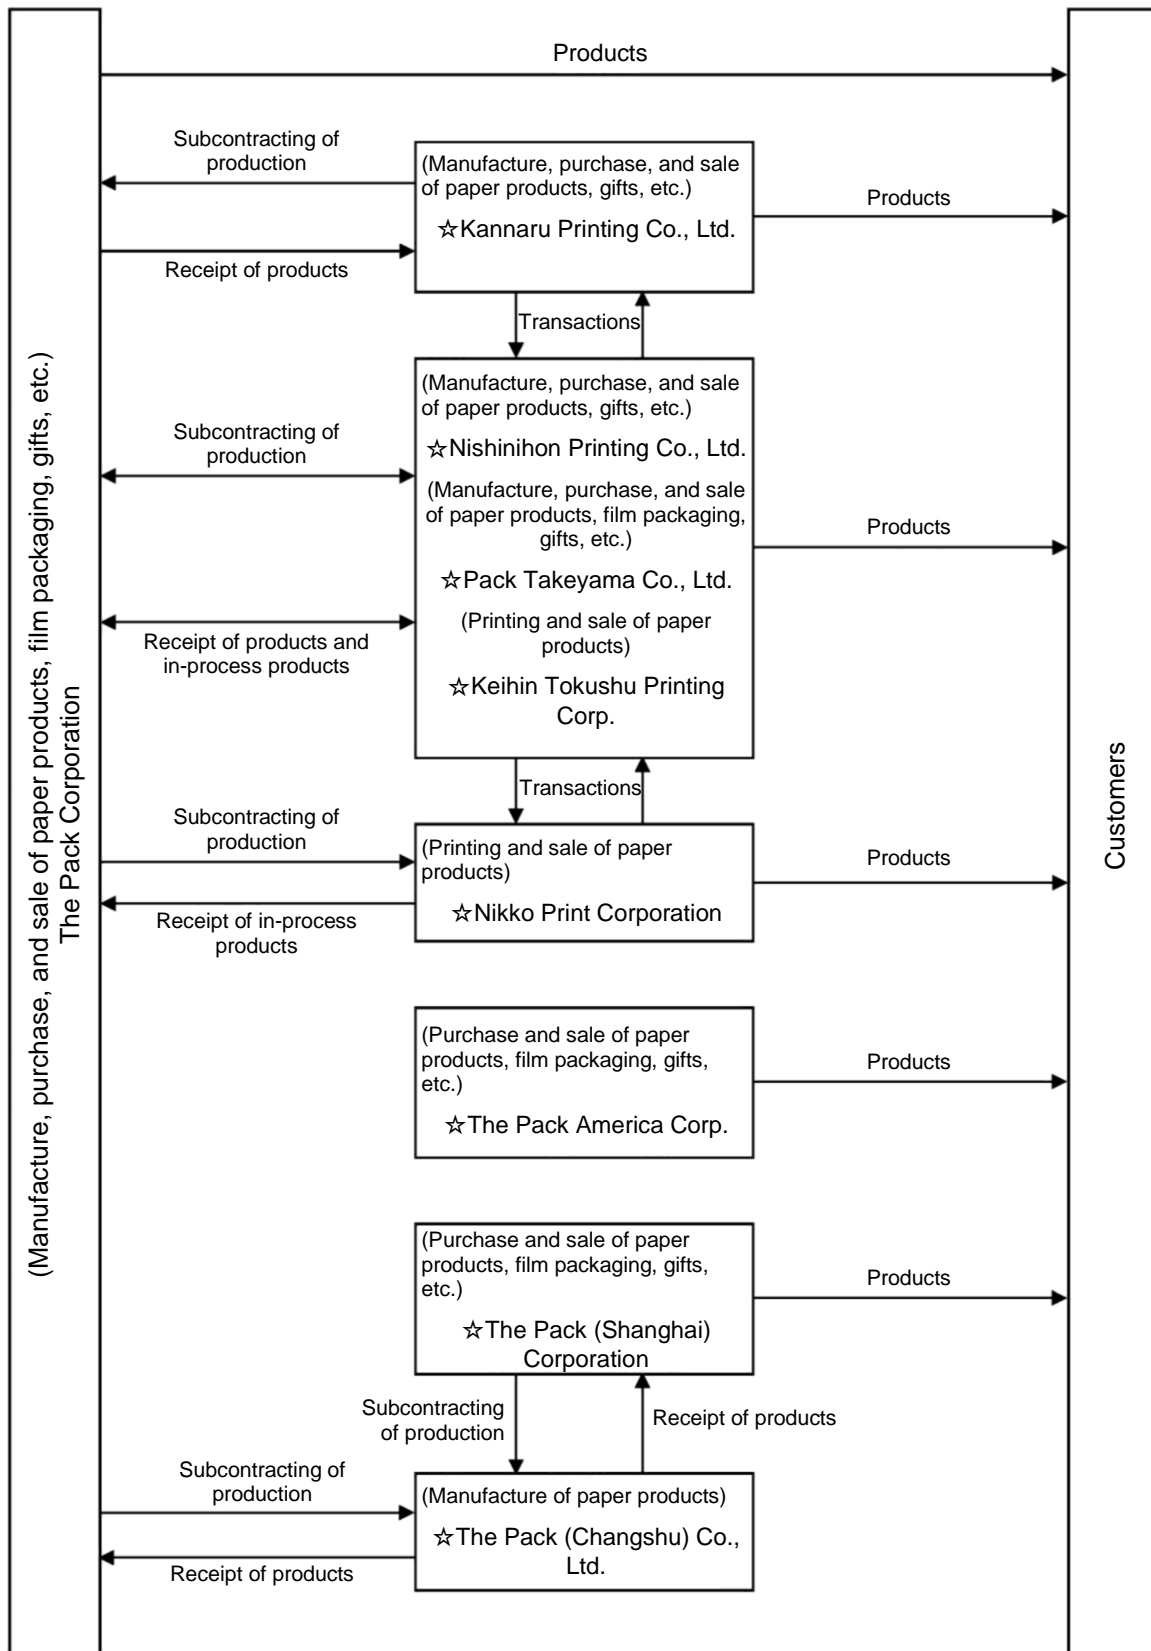 (Manufacture, purchase, and sale of paper products, film packaging, gifts, etc.)
The Pack Corporation
Products
Subcontracting of
production
Receipt of products
(Manufacture, purchase, and sale
of paper products, gifts, etc.)
☆Kannaru Printing Co., Ltd.
Products
Transactions
Subcontracting of
production
Receipt of products and
in-process products
(Manufacture, purchase, and sale
of paper products, gifts, etc.)
☆Nishinihon Printing Co., Ltd.
(Manufacture, purchase, and sale
of paper products, film packaging,
gifts, etc.)
☆Pack Takeyama Co., Ltd.
(Printing and sale of paper
products)
☆Keihin Tokushu Printing
Corp.
Products
Transactions
Subcontracting of
production
Receipt of in-process
products
(Printing and sale of paper
products)
☆Nikko Print Corporation
Products
(Purchase and sale of paper
products, film packaging, gifts,
etc.)
☆The Pack America Corp.
Products
(Purchase and sale of paper
products, film packaging, gifts,
etc.)
☆The Pack (Shanghai)
Corporation
Products
Subcontracting
of production
Receipt of products
Subcontracting of
production
Receipt of products
(Manufacture of paper products)
☆The Pack (Changshu) Co.,
Ltd.
Customers